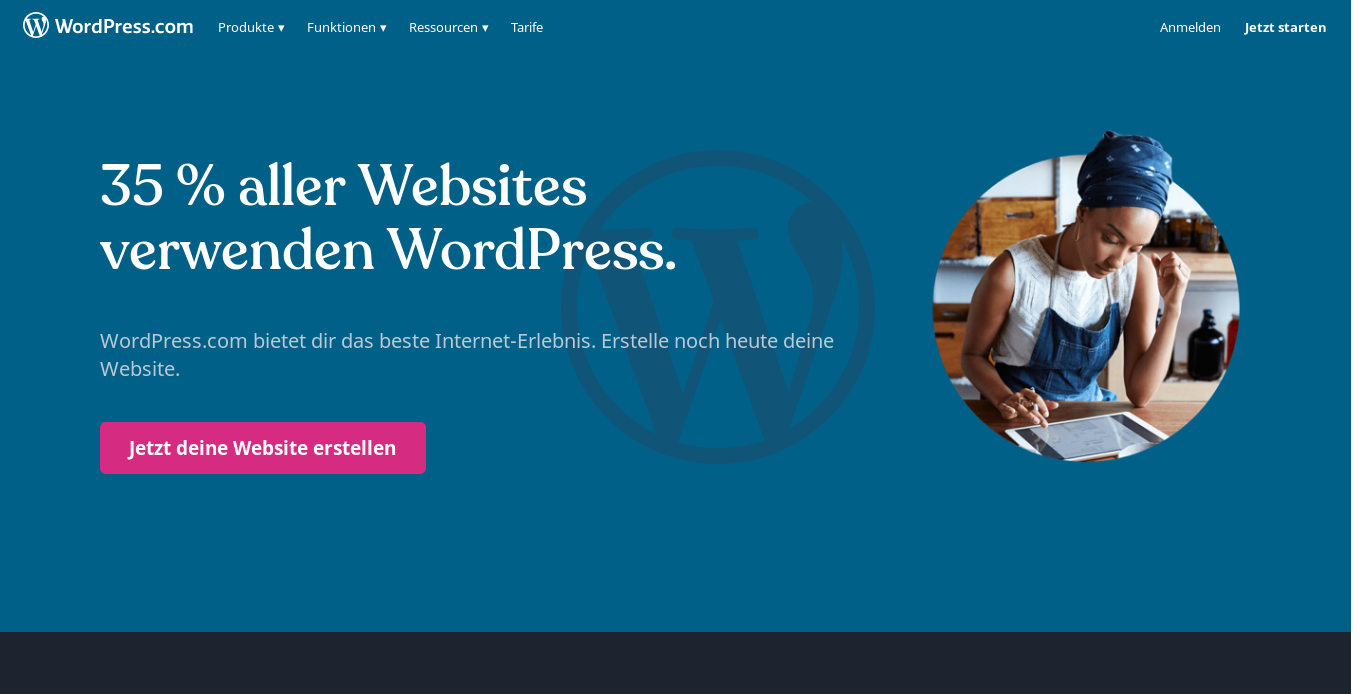 WordPress.com Produkte ▾ Funktionen ▾ Ressourcen ▾ Tarife Anmelden Jetzt starten
35 % aller Websites
verwenden WordPress.
WordPress.com bietet dir das beste Internet-Erlebnis. Erstelle noch heute deine
Website.
Jetzt deine Website erstellen